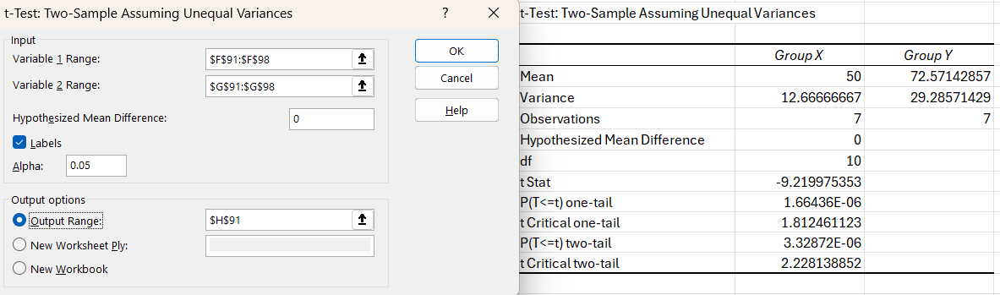 t-Test: Two-Sample Assuming Unequal Variances ?
Input
Variable 1 Range: $F$91:$F$98
Variable 2 Range: $G$91:$G$98
Hypothesized Mean Difference: 0
Labels
Alpha: 0.05
OK
Cancel
Help
Output options
Output Range: $H$91
New Worksheet Ply:
New Workbook
t-Test: Two-Sample Assuming Unequal Variances
Group X Group Y
Mean 50 72.57142857
Variance 12.66666667 29.28571429
Observations 7 7
Hypothesized Mean Difference 0
df 10
t Stat -9.219975353
P(T<=t) one-tail 1.66436E-06
t Critical one-tail 1.812461123
P(T<=t) two-tail 3.32872E-06
t Critical two-tail 2.228138852